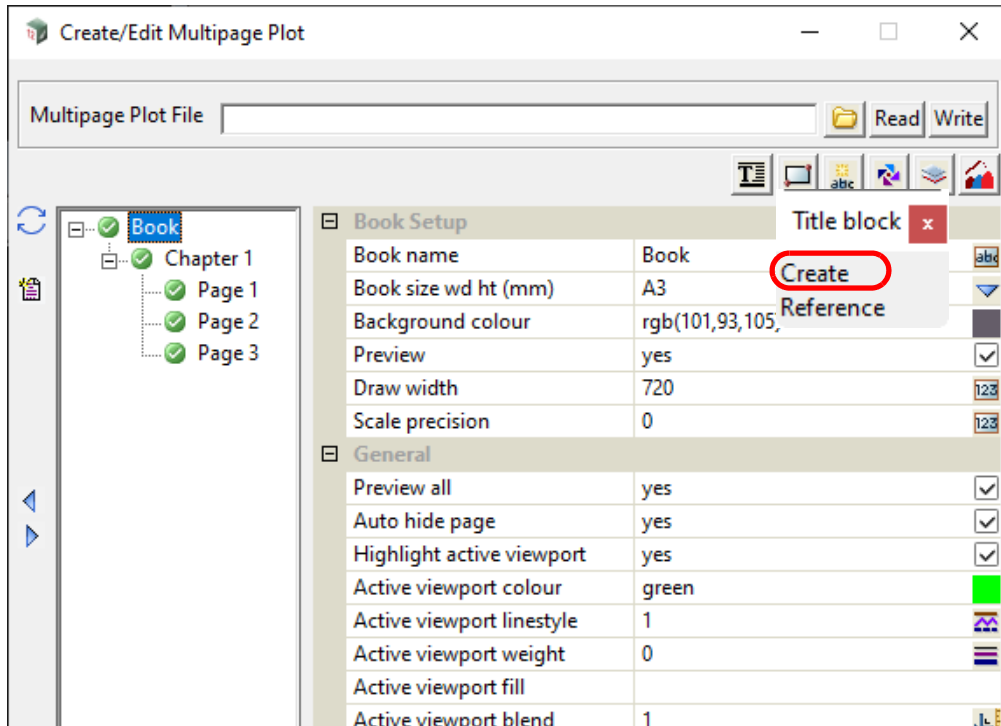 Create/Edit Multipage Plot
Multipage Plot File Read Write
abc
Title block x
Create
Reference
Book
Chapter 1
Page 1
Page 2
Page 3
Book Setup
Book name Book abc
Book size wd ht (mm) A3
Background colour rgb(101,93,105,
Preview yes
Draw width 720 123
Scale precision 0 123
General
Preview all yes
Auto hide page yes
Highlight active viewport yes
Active viewport colour green
Active viewport linestyle 1
Active viewport weight 0
Active viewport fill
Active viewport blend 1